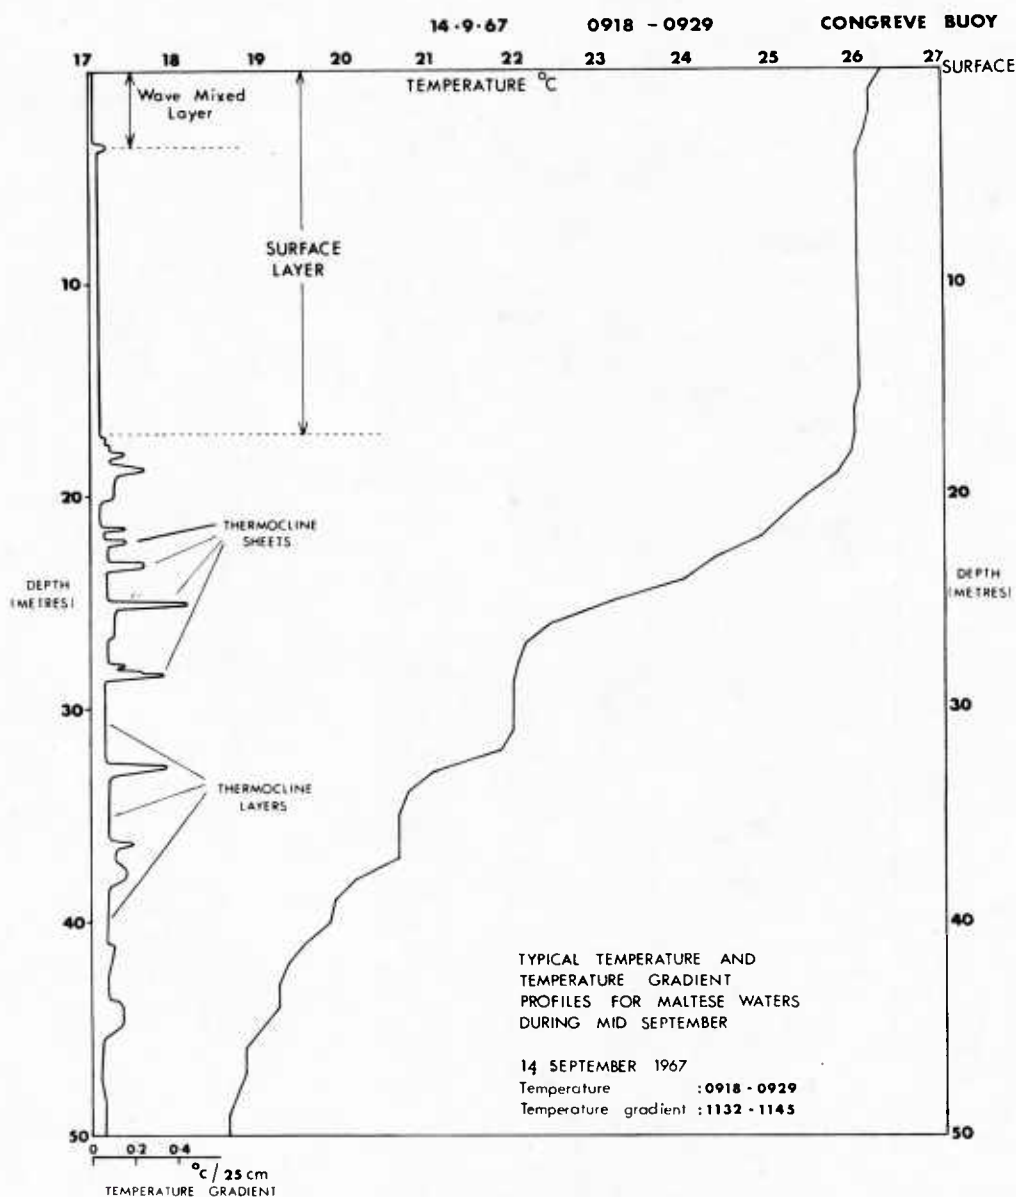 14·9·67 0918 - 0929 CONGREVE BUOY
17 18 19 20 21 22 23 24 25 26 27 SURFACE
TEMPERATURE °C
Wave Mixed
Layer
SURFACE
LAYER
10 10
20 20
THERMOCLINE
SHEETS
DEPTH
(METRES)
DEPTH
(METRES)
30 30
THERMOCLINE
LAYERS
40 40
TYPICAL TEMPERATURE AND
TEMPERATURE GRADIENT
PROFILES FOR MALTESE WATERS
DURING MID SEPTEMBER
14 SEPTEMBER 1967
Temperature :0918 - 0929
Temperature gradient :1132 - 1145
50 50
0 0·2 0·4
°C/25 cm
TEMPERATURE GRADIENT